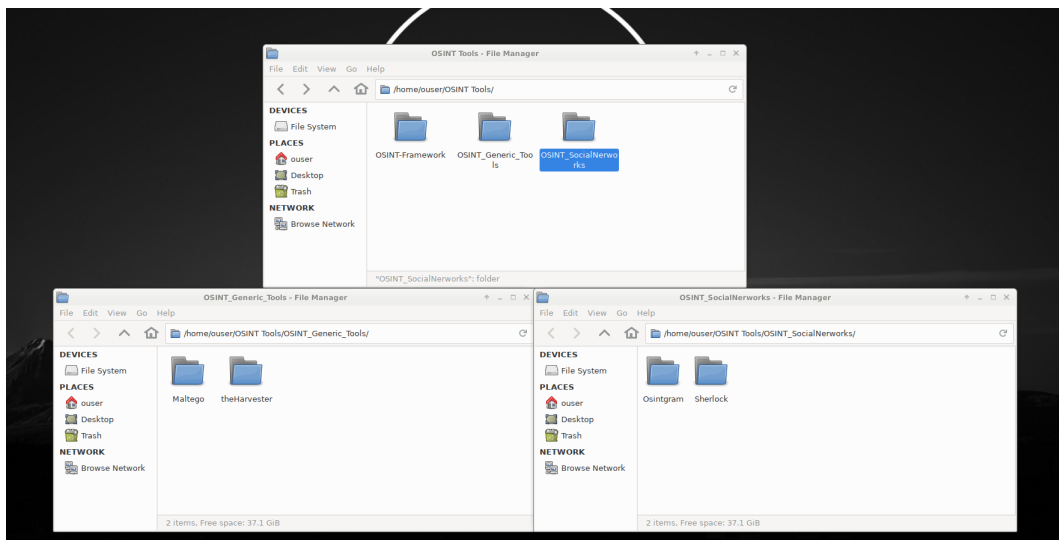 OSINT Tools - File Manager
File Edit View Go Help
/home/ouser/OSINT Tools/
DEVICES
File System
PLACES
ouser
Desktop
Trash
NETWORK
Browse Network
OSINT-Framework
OSINT_Generic_Too
ls
OSINT_SocialNerwo
rks
"OSINT_SocialNerworks": folder
OSINT_Generic_Tools - File Manager
File Edit View Go Help
/home/ouser/OSINT Tools/OSINT_Generic_Tools/
DEVICES
File System
PLACES
ouser
Desktop
Trash
NETWORK
Browse Network
Maltego
theHarvester
2 items, Free space: 37.1 GiB
OSINT_SocialNerworks - File Manager
File Edit View Go Help
/home/ouser/OSINT Tools/OSINT_SocialNerworks/
DEVICES
File System
PLACES
ouser
Desktop
Trash
NETWORK
Browse Network
Osintgram
Sherlock
2 items, Free space: 37.1 GiB